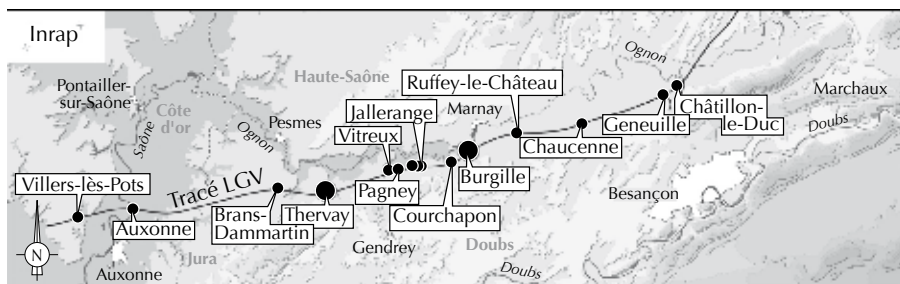 Inrap
Ognon
Haute-Saône
Pontailler-
sur-Saône
Côte
d'or
Saône
Ognon
Pesmes
Ruffey-le-Château
Marnay
Jallerange
Vitreux
Marchaux
Châtillon-
le-Duc
Geneuille
Doubs
Chaucenne
Burgille
Besançon
Villers-lès-Pots
Tracé LGV
Pagney
Auxonne
Brans-
Dammartin
Thervay
Courchapon
Gendrey
Doubs
Jura
Doubs
Auxonne
N